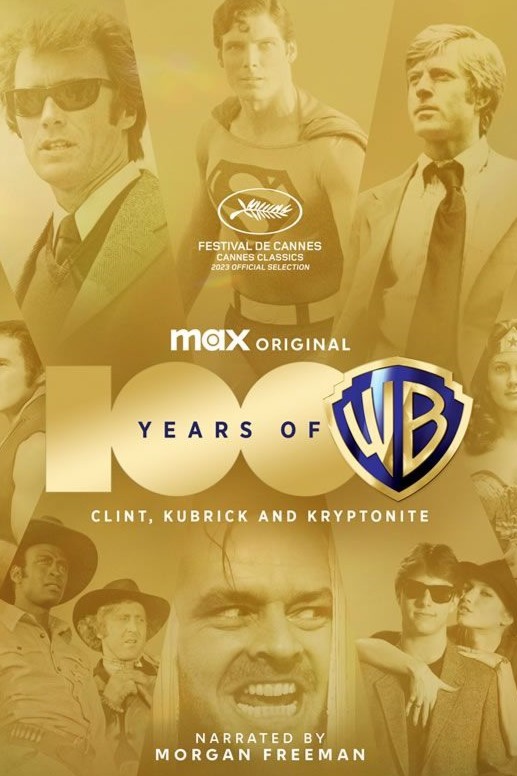 FESTIVAL DE CANNES
CANNES CLASSICS
2023 OFFICIAL SELECTION
max ORIGINAL
100
YEARS OF WB
CLINT, KUBRICK AND KRYPTONITE
NARRATED BY
MORGAN FREEMAN